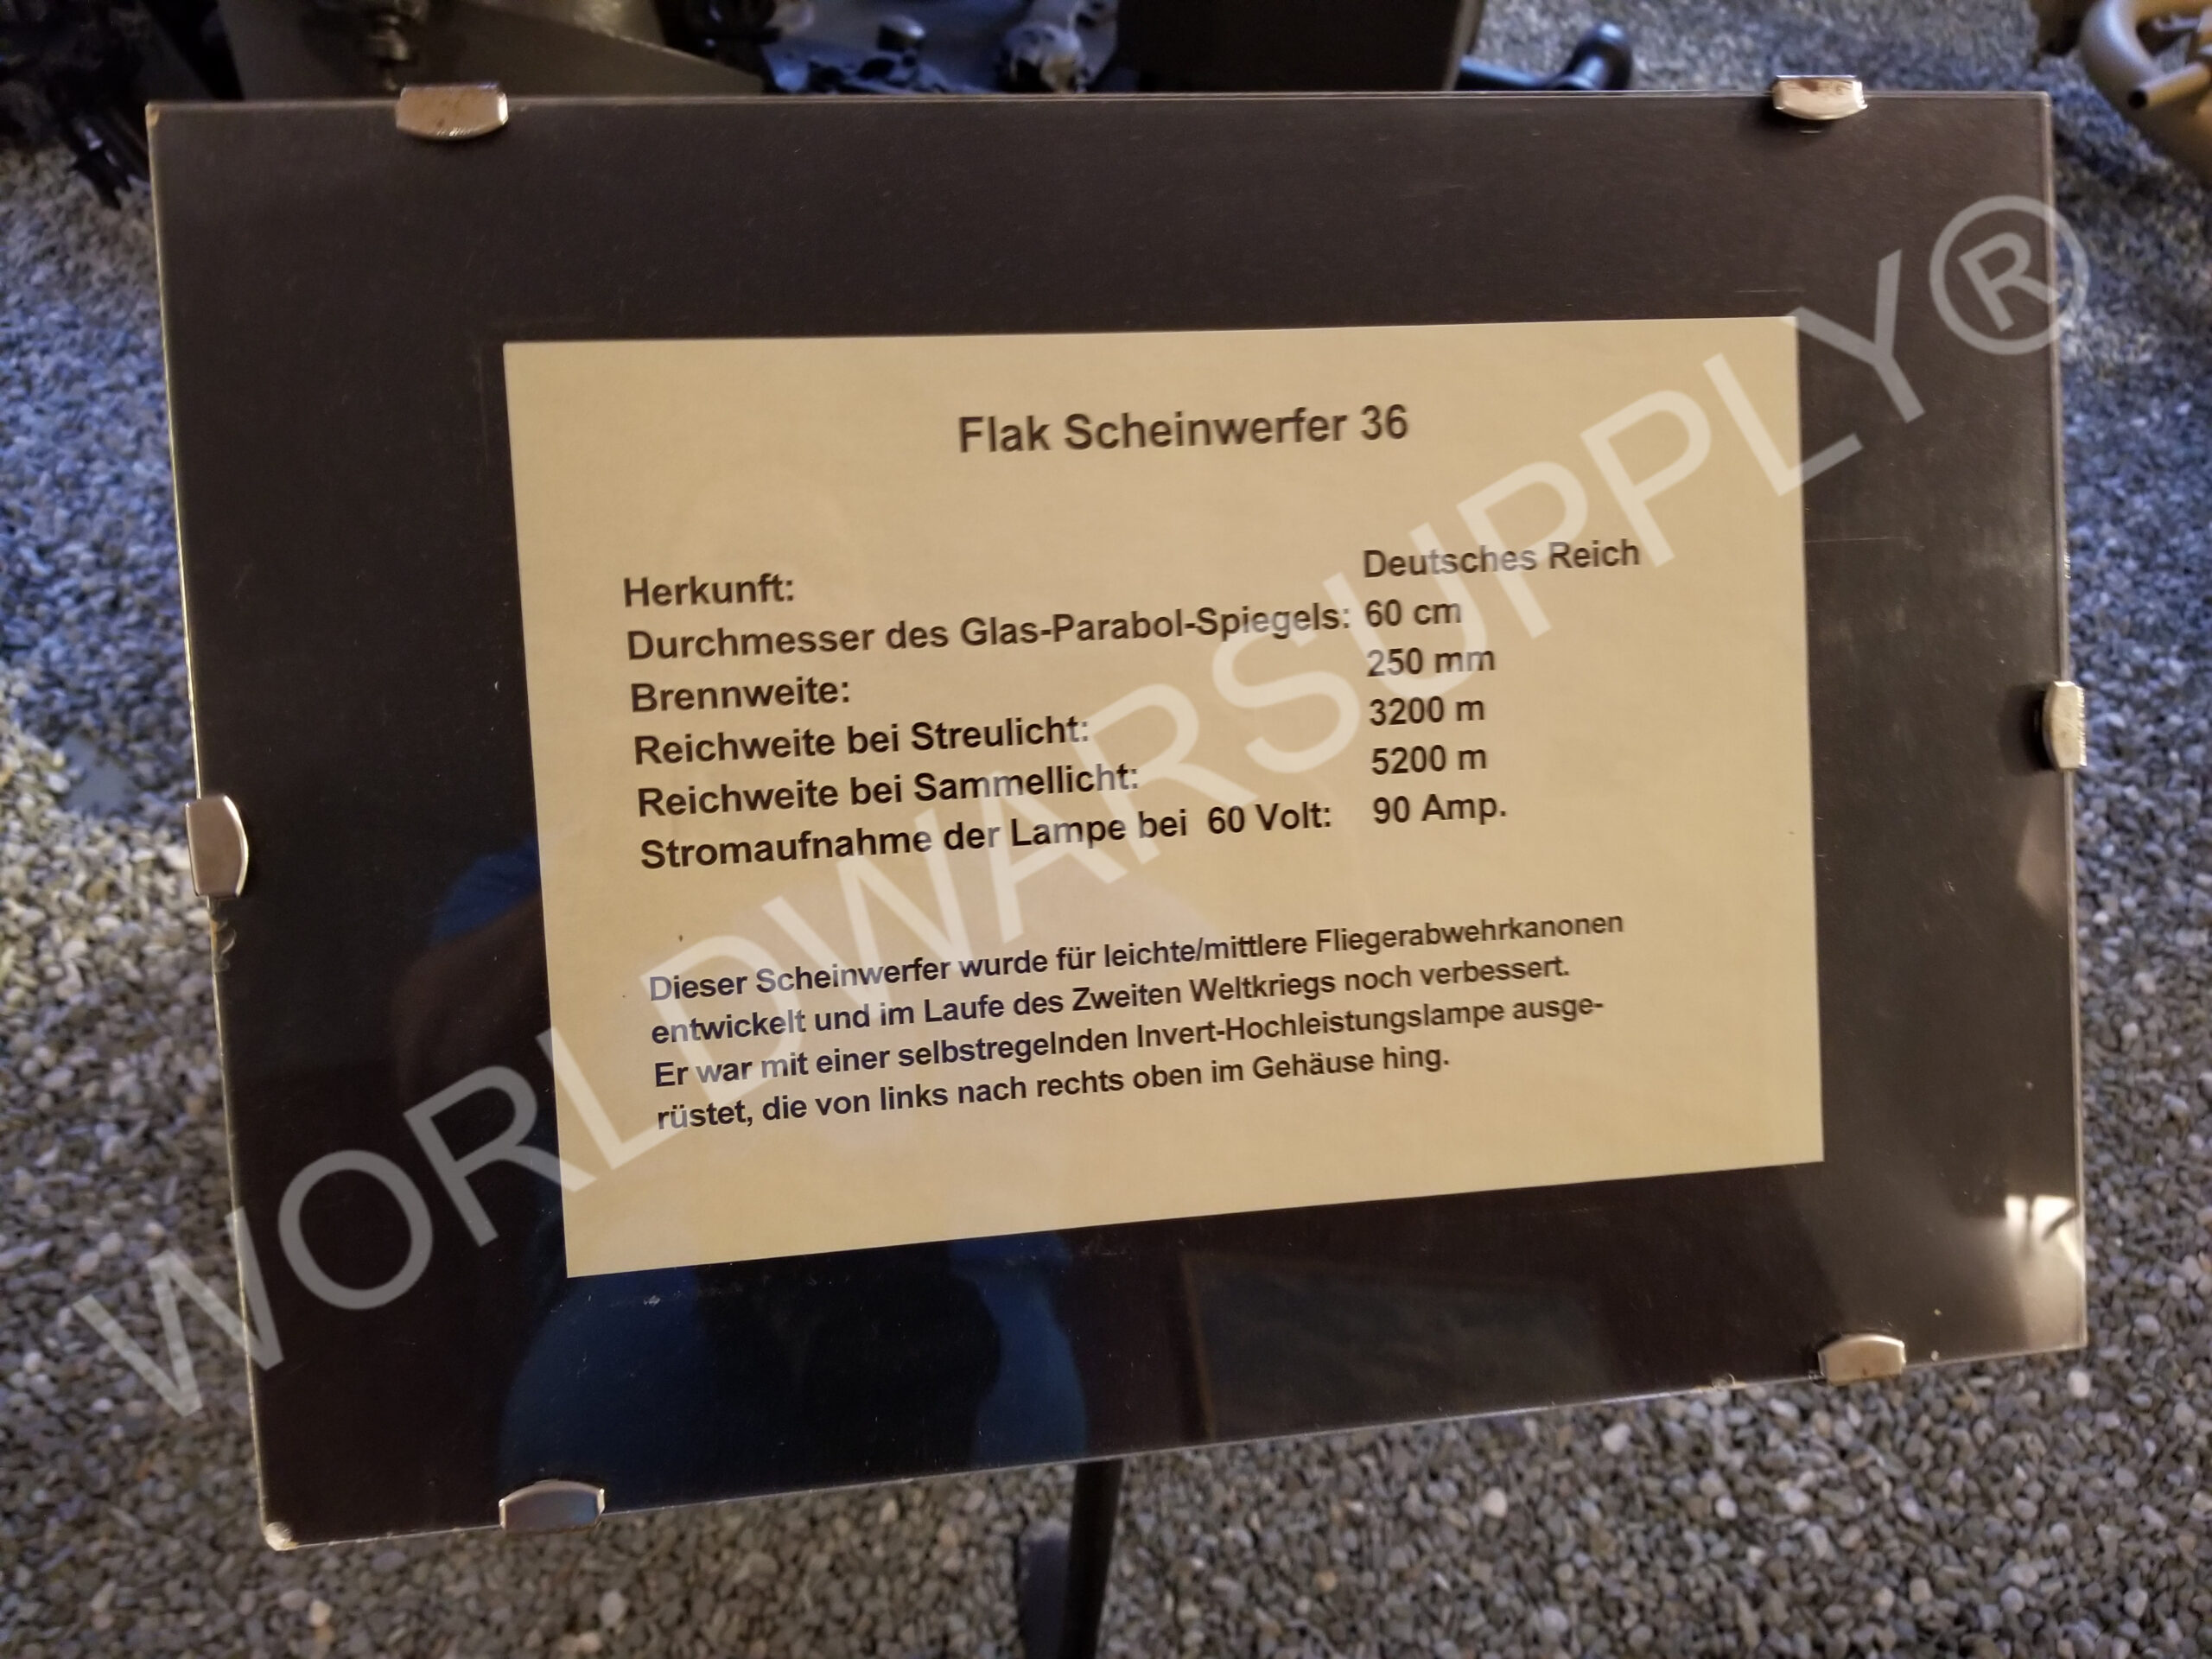 Flak Scheinwerfer 36
Herkunft: Deutsches Reich
Durchmesser des Glas-Parabol-Spiegels: 60 cm
Brennweite: 250 mm
Reichweite bei Streulicht: 3200 m
Reichweite bei Sammellicht: 5200 m
Stromaufnahme der Lampe bei 60 Volt: 90 Amp.
Dieser Scheinwerfer wurde für leichte/mittlere Fliegerabwehrkanonen
entwickelt und im Laufe des Zweiten Weltkriegs noch verbessert.
Er war mit einer selbstregelnden Invert-Hochleistungslampe ausge-
rüstet, die von links nach rechts oben im Gehäuse hing.
WORLDWARSUPPLY®